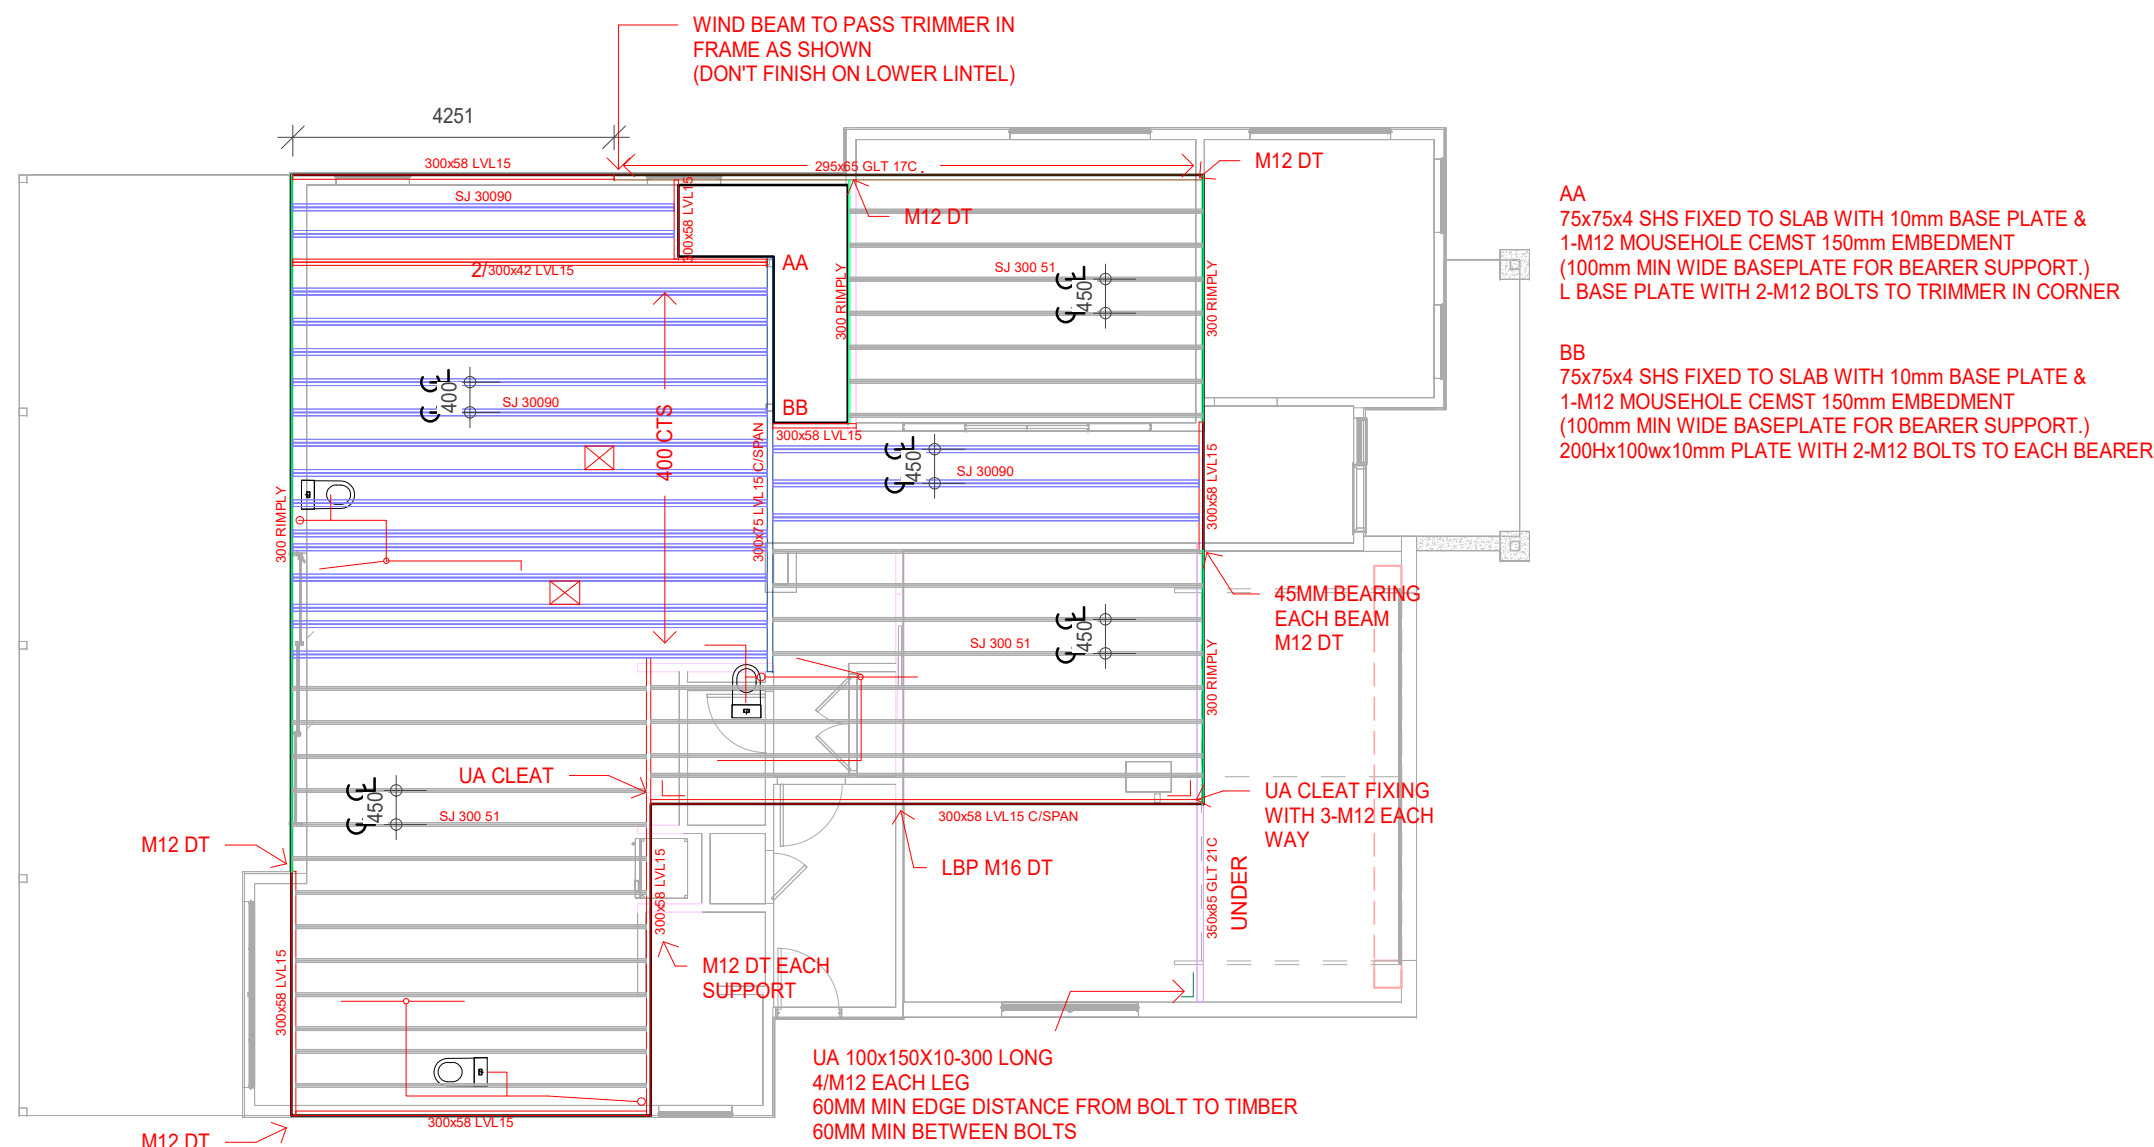 WIND BEAM TO PASS TRIMMER IN
FRAME AS SHOWN
(DON'T FINISH ON LOWER LINTEL)
4251
300x58 LVL15
295x65 GLT 17C
M12 DT
SJ 30090
300x58 LVL15
M12 DT
AA
2/300x42 LVL15
300 RIMPLY
SJ 300 51
450
300 RIMPLY
AA
75x75x4 SHS FIXED TO SLAB WITH 10mm BASE PLATE &
1-M12 MOUSEHOLE CEMST 150mm EMBEDMENT
(100mm MIN WIDE BASEPLATE FOR BEARER SUPPORT.)
L BASE PLATE WITH 2-M12 BOLTS TO TRIMMER IN CORNER
BB
75x75x4 SHS FIXED TO SLAB WITH 10mm BASE PLATE &
1-M12 MOUSEHOLE CEMST 150mm EMBEDMENT
(100mm MIN WIDE BASEPLATE FOR BEARER SUPPORT.)
200Hx100wx10mm PLATE WITH 2-M12 BOLTS TO EACH BEARER
400
SJ 30090
400 CTS
BB
300x58 LVL15
300x75 LVL15 C/SPAN
450
SJ 30090
300x58 LVL15
300 RIMPLY
45MM BEARING
EACH BEAM
M12 DT
SJ 300 51
450
300 RIMPLY
UA CLEAT
UA CLEAT FIXING
WITH 3-M12 EACH
WAY
450
SJ 300 51
300x58 LVL15 C/SPAN
M12 DT
LBP M16 DT
300x58 LVL15
350x85 GLT 21C
UNDER
M12 DT EACH
SUPPORT
300x58 LVL15
UA 100x150X10-300 LONG
4/M12 EACH LEG
60MM MIN EDGE DISTANCE FROM BOLT TO TIMBER
60MM MIN BETWEEN BOLTS
300x58 LVL15
M12 DT